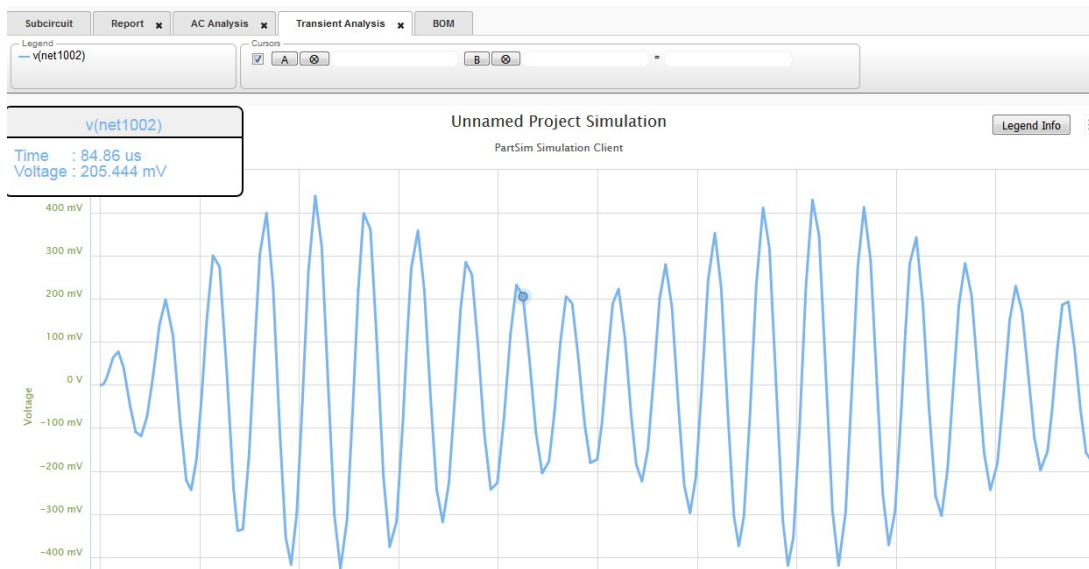 Subcircuit Report × AC Analysis × Transient Analysis × BOM
Legend
v(net1002)
Cursors
A ⊗ B ⊗ =
v(net1002)
Time : 84.86 us
Voltage : 205.444 mV
Unnamed Project Simulation
PartSim Simulation Client
Legend Info
400 mV
300 mV
200 mV
100 mV
0 V
-100 mV
-200 mV
-300 mV
-400 mV
Voltage